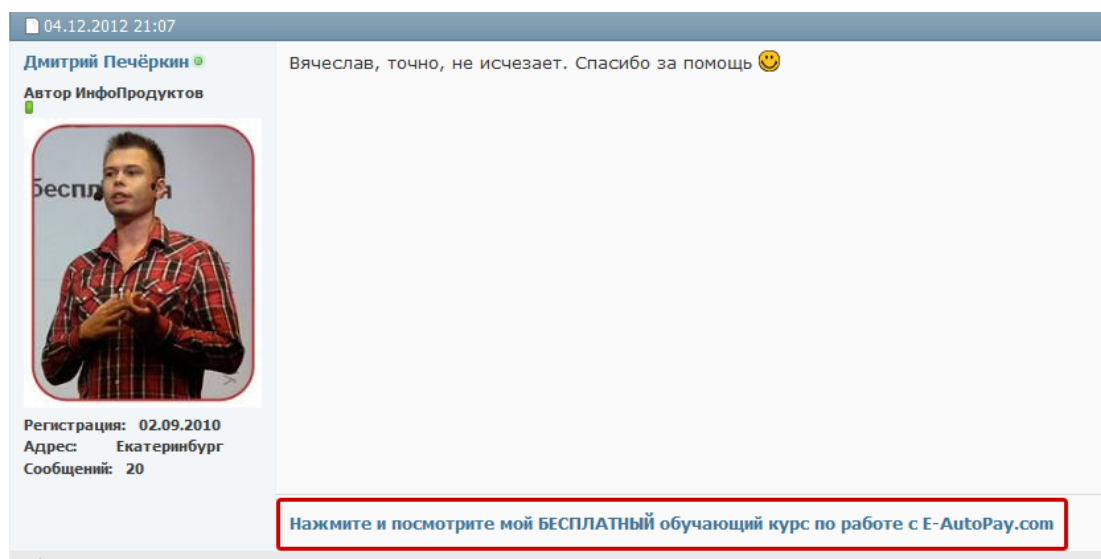 04.12.2012 21:07
Дмитрий Печёркин
Автор ИнфоПродуктов
Вячеслав, точно, не исчезает. Спасибо за помощь
Регистрация: 02.09.2010
Адрес: Екатеринбург
Сообщений: 20
Нажмите и посмотрите мой БЕСПЛАТНЫЙ обучающий курс по работе с E-AutoPay.com